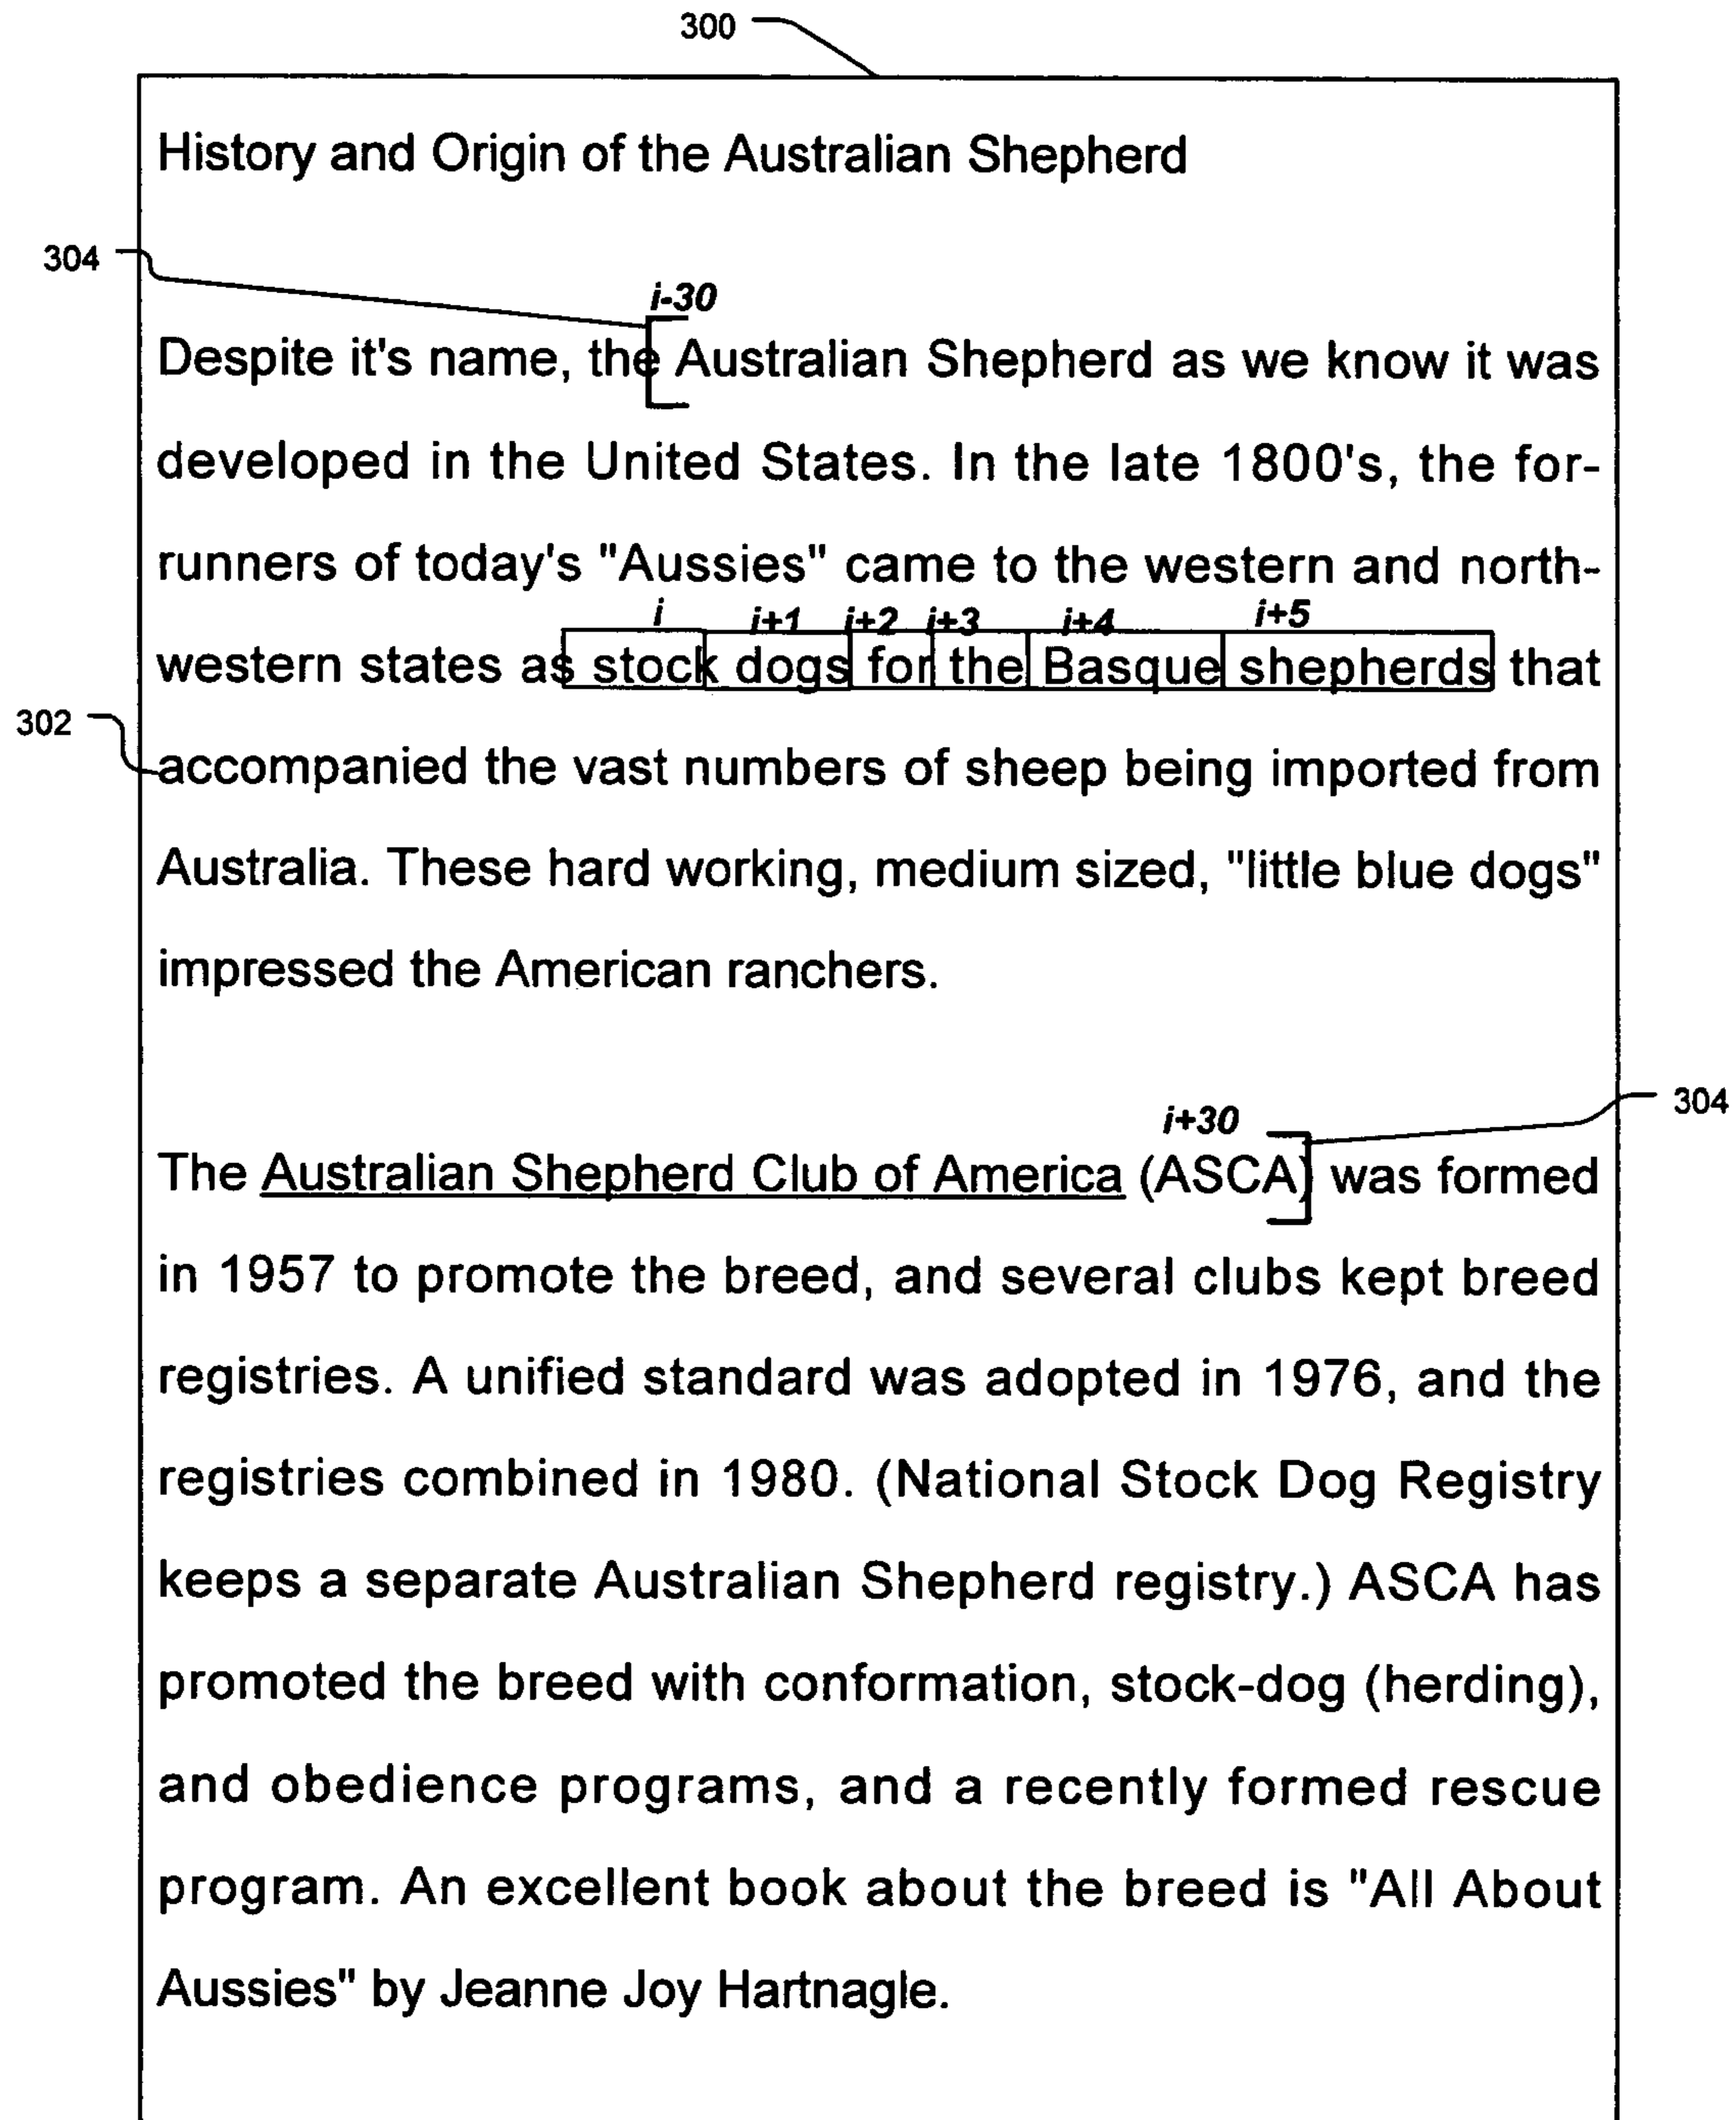 300
History and Origin of the Australian Shepherd
304
i-30
Despite it's name, the Australian Shepherd as we know it was
developed in the United States. In the late 1800's, the for-
runners of today's "Aussies" came to the western and north-
i i+1 i+2 i+3 i+4 i+5
western states as stock dogs for the Basque shepherds that
302
accompanied the vast numbers of sheep being imported from
Australia. These hard working, medium sized, "little blue dogs"
impressed the American ranchers.
304
i+30
The Australian Shepherd Club of America (ASCA) was formed
in 1957 to promote the breed, and several clubs kept breed
registries. A unified standard was adopted in 1976, and the
registries combined in 1980. (National Stock Dog Registry
keeps a separate Australian Shepherd registry.) ASCA has
promoted the breed with conformation, stock-dog (herding),
and obedience programs, and a recently formed rescue
program. An excellent book about the breed is "All About
Aussies" by Jeanne Joy Hartnagle.